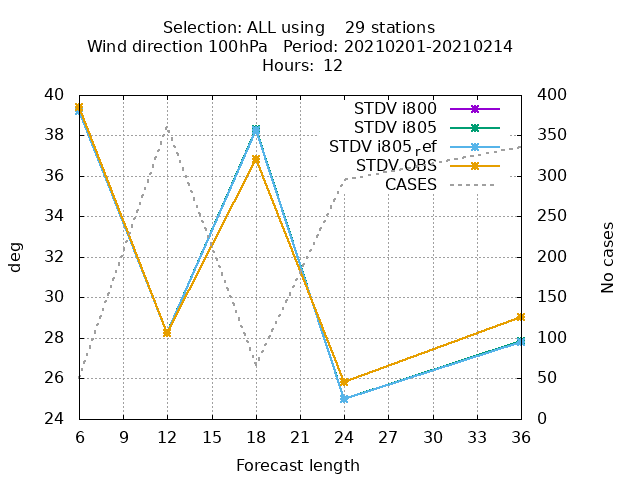 Selection: ALL using    29 stations
Wind direction 100hPa   Period: 20210201-20210214
Hours:  12
40 400
STDV i800
STDV i805
38 350
STDV i805ref
STDV OBS
36 300
CASES
34 250
32 200
30 150
28 100
26 50
24 0
deg
No cases
6 9 12 15 18 21 24 27 30 33 36
Forecast length